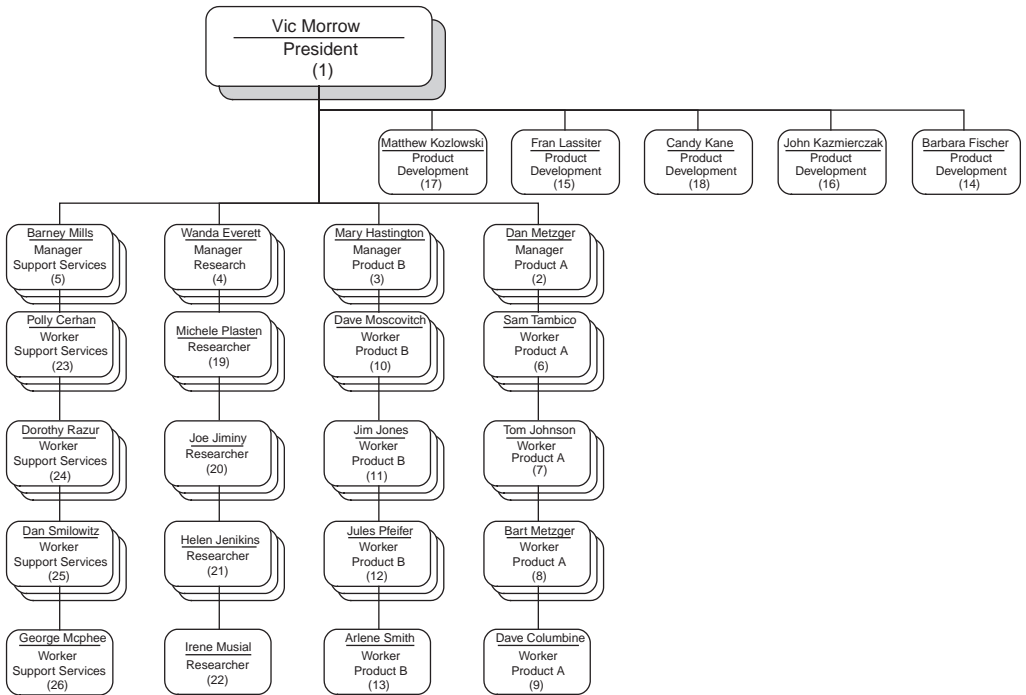 Vic Morrow
President
(1)
Matthew Kozlowski
Product
Development
(17)
Fran Lassiter
Product
Development
(15)
Candy Kane
Product
Development
(18)
John Kazmierczak
Product
Development
(16)
Barbara Fischer
Product
Development
(14)
Barney Mills
Manager
Support Services
(5)
Wanda Everett
Manager
Research
(4)
Mary Hastington
Manager
Product B
(3)
Dan Metzger
Manager
Product A
(2)
Polly Cerhan
Worker
Support Services
(23)
Michele Plasten
Researcher
(19)
Dave Moscovitch
Worker
Product B
(10)
Sam Tambico
Worker
Product A
(6)
Dorothy Razur
Worker
Support Services
(24)
Joe Jiminy
Researcher
(20)
Jim Jones
Worker
Product B
(11)
Tom Johnson
Worker
Product A
(7)
Dan Smilowitz
Worker
Support Services
(25)
Helen Jenikins
Researcher
(21)
Jules Pfeifer
Worker
Product B
(12)
Bart Metzger
Worker
Product A
(8)
George Mcphee
Worker
Support Services
(26)
Irene Musial
Researcher
(22)
Arlene Smith
Worker
Product B
(13)
Dave Columbine
Worker
Product A
(9)